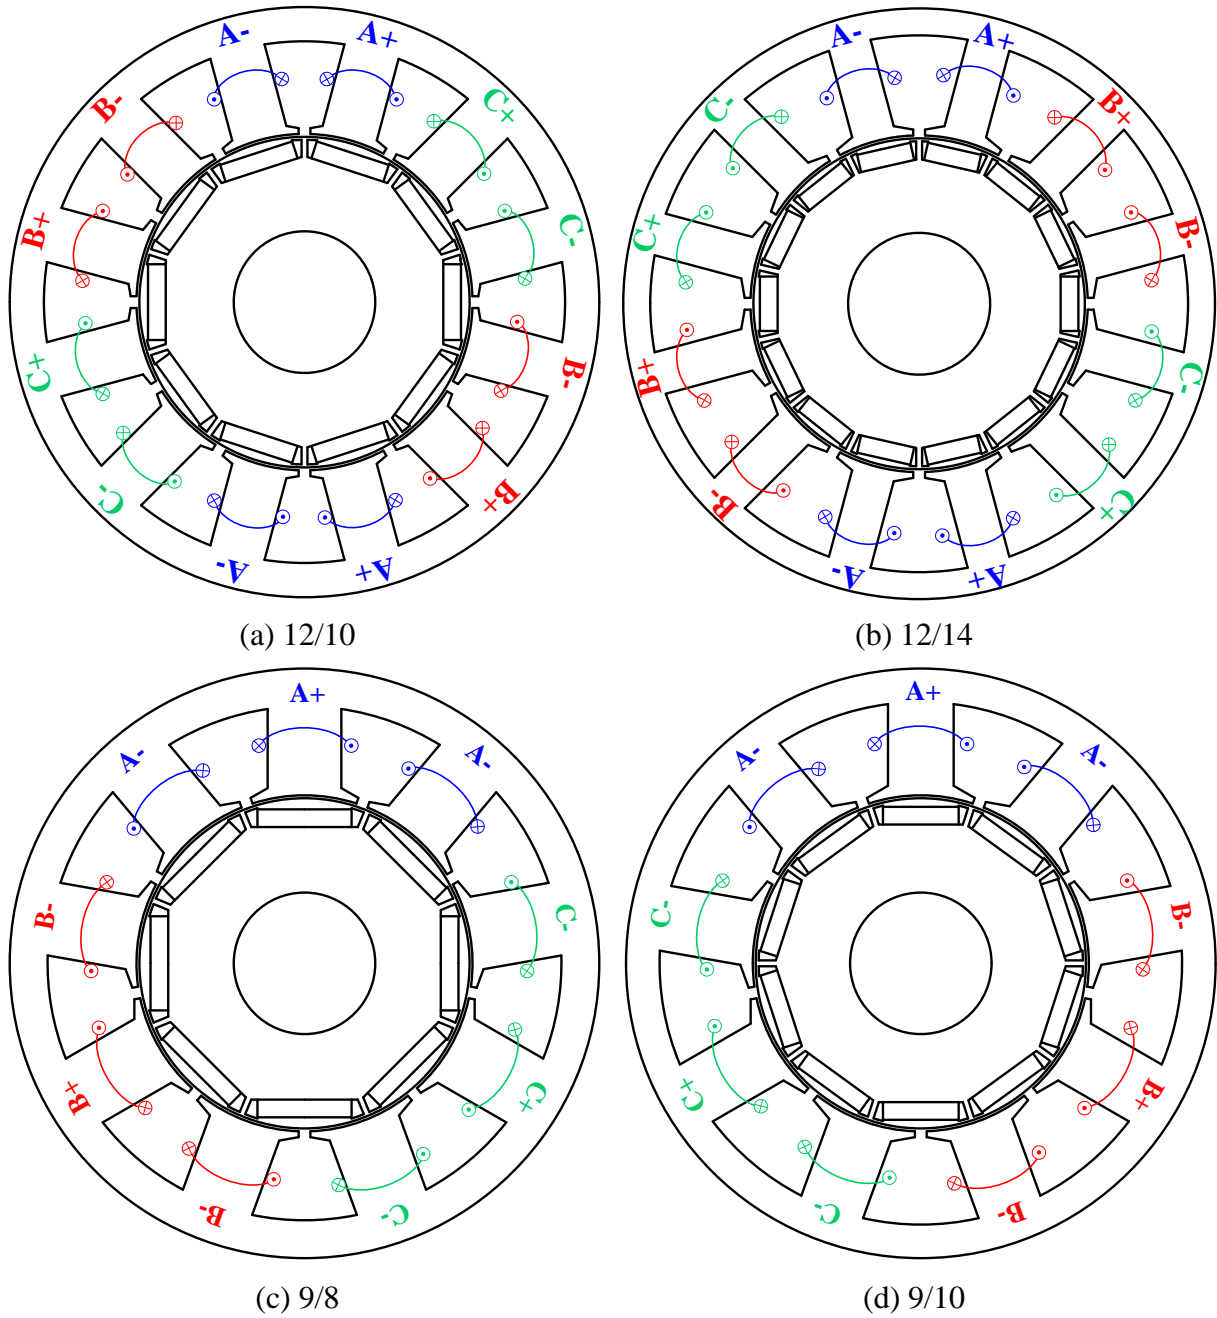 A- A+
B- C+
B+ C-
C+ B-
C- B+
A- A+
(a) 12/10
A- A+
C- B+
C+ B-
B+ C-
B- C+
A- A+
(b) 12/14
A+
A- A-
B- C-
B+ C+
B- C-
(c) 9/8
A+
A- A-
C- B-
C+ B+
C- B-
(d) 9/10